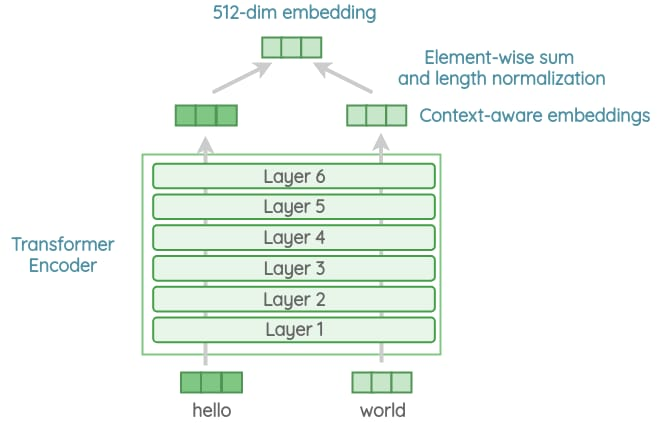 512-dim embedding
Element-wise sum
and length normalization
Context-aware embeddings
Layer 6
Layer 5
Layer 4
Layer 3
Layer 2
Layer 1
Transformer
Encoder
hello
world